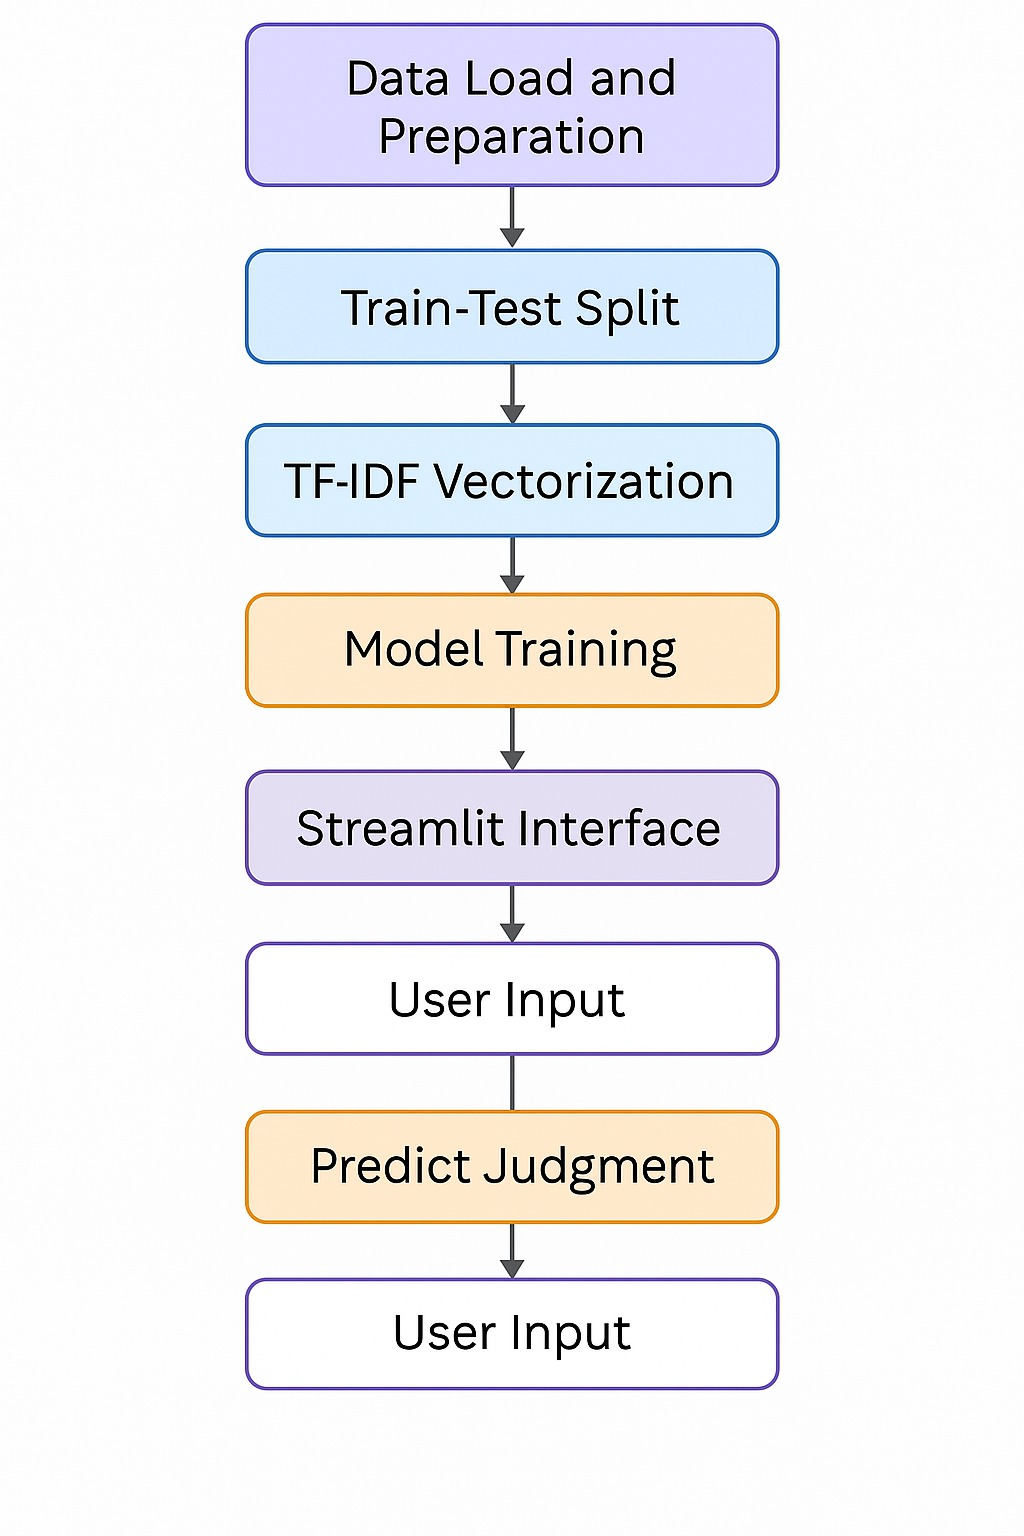 Data Load and
Preparation
Train-Test Split
TF-IDF Vectorization
Model Training
Streamlit Interface
User Input
Predict Judgment
User Input